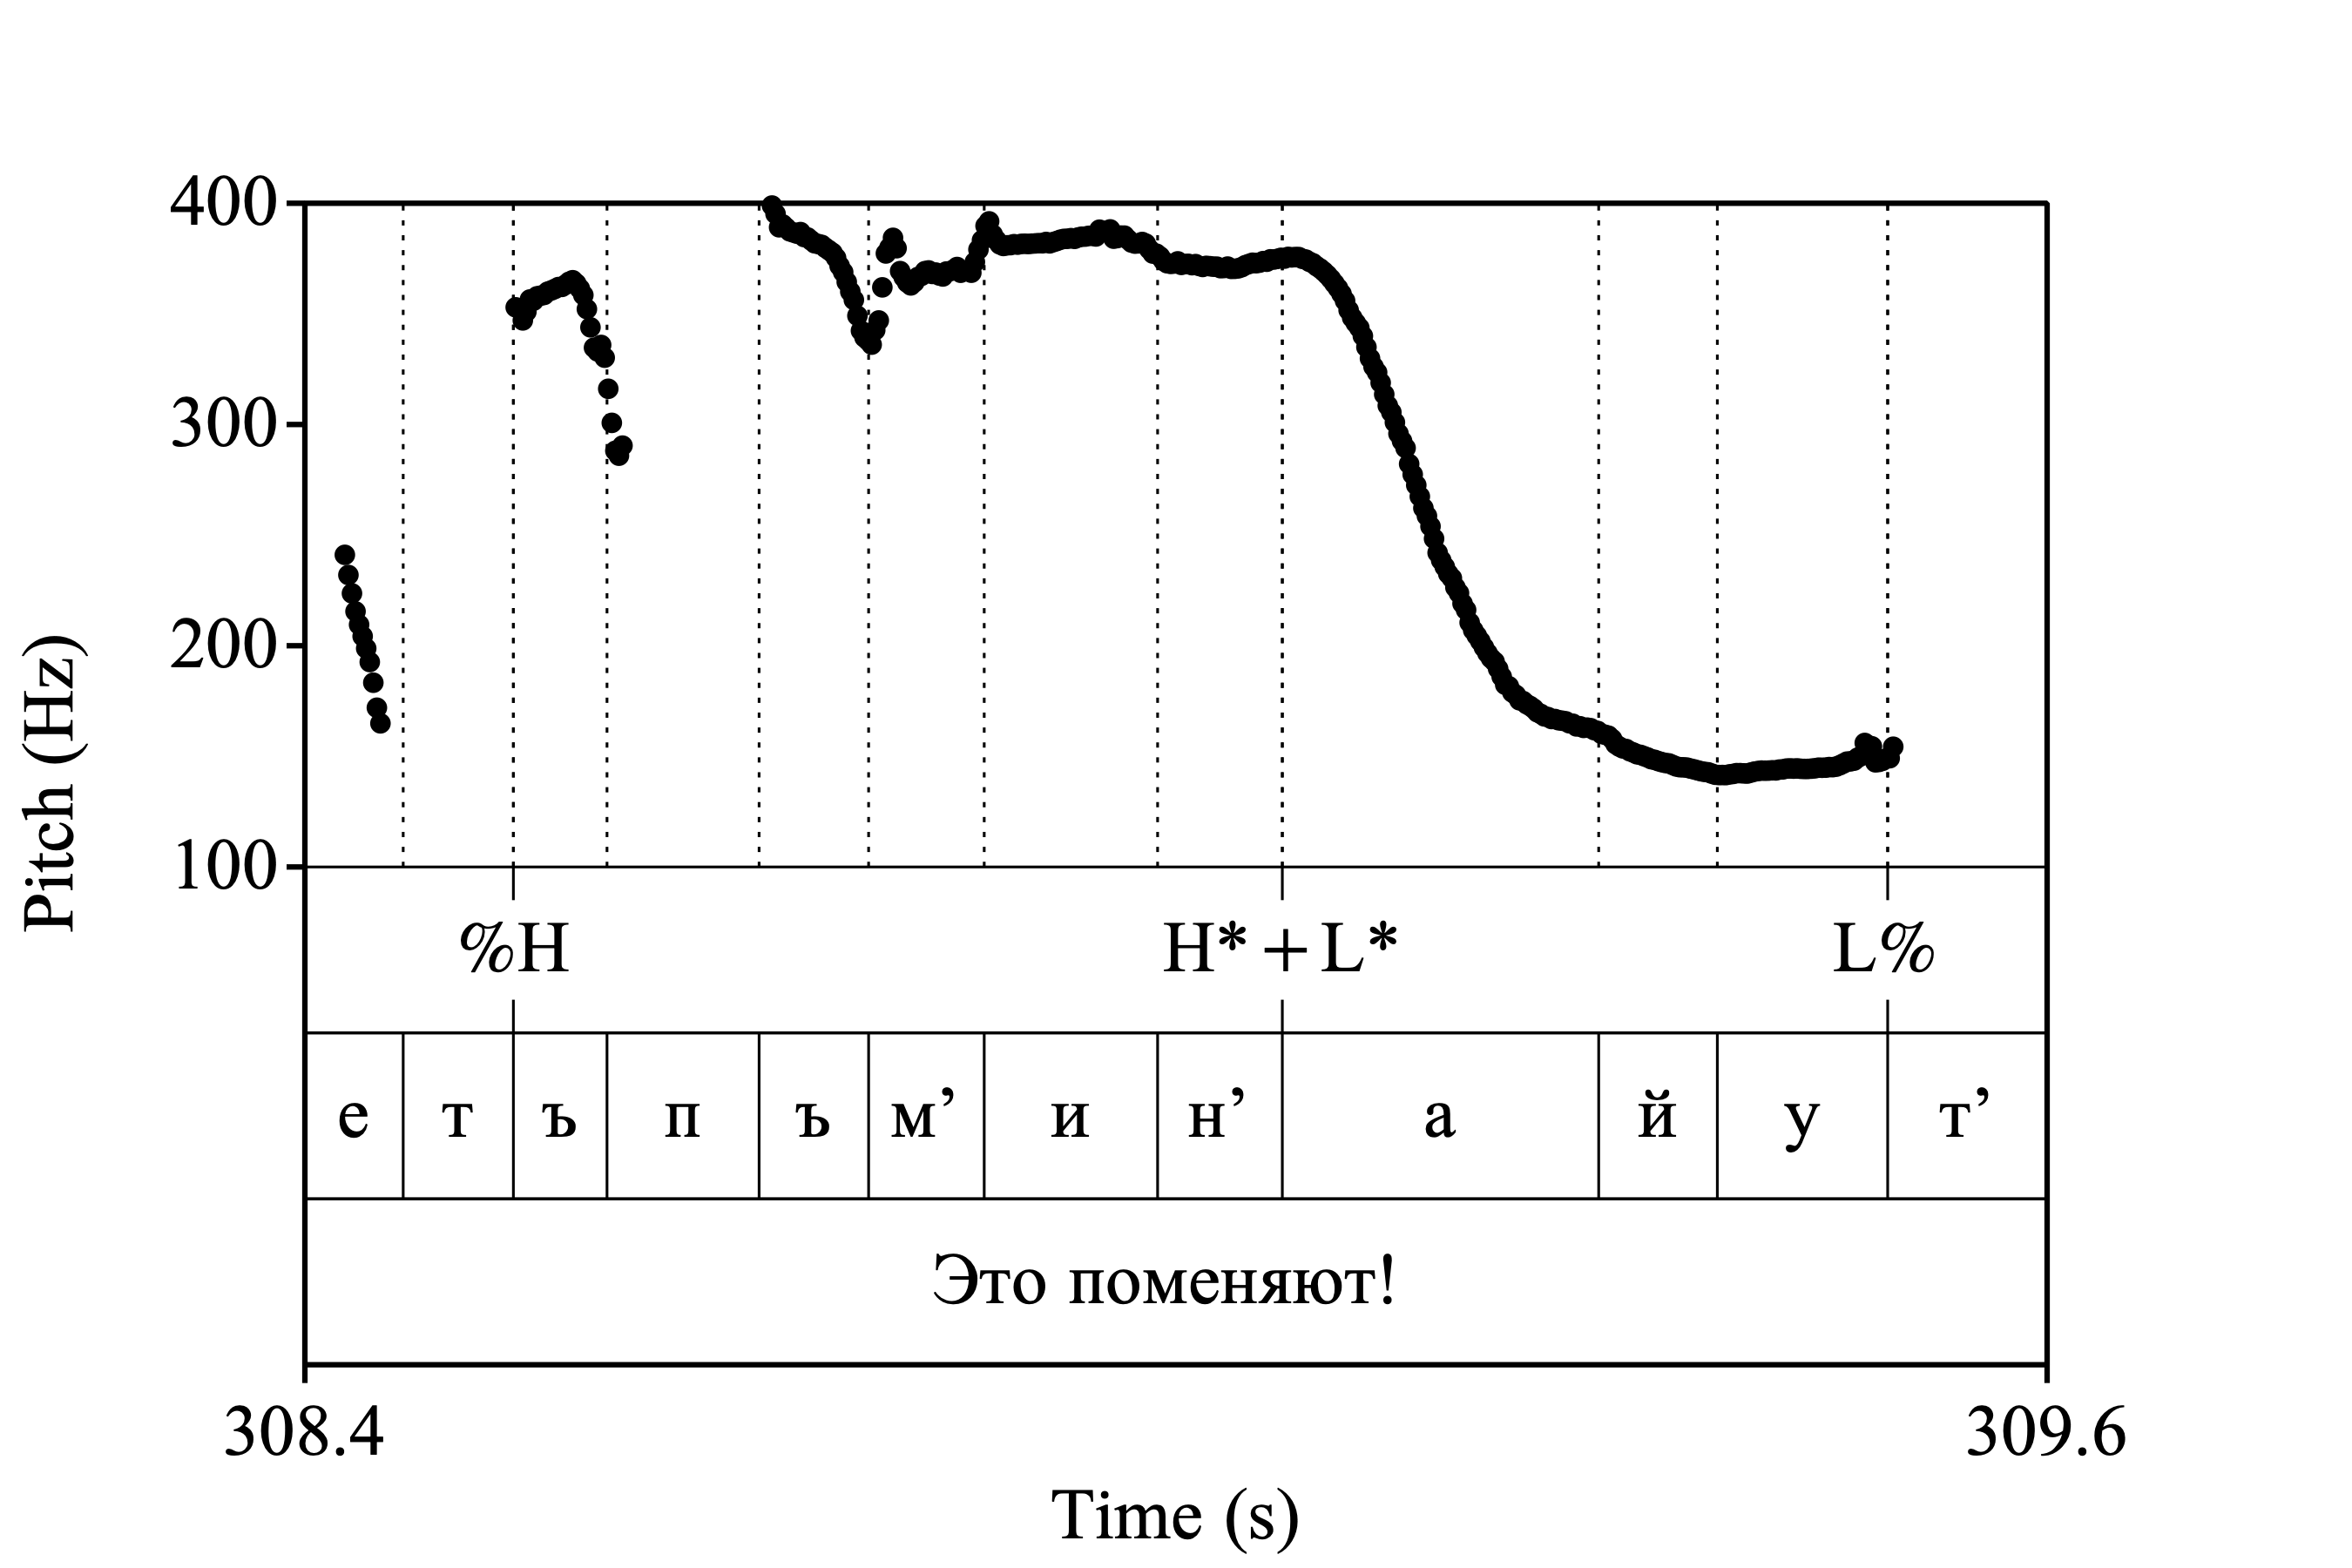 400
300
200
100
Pitch (Hz)
%H H*+L* L%
е т ъ п ъ м’ и н’ а й у т’
Это поменяют!
308.4 309.6
Time (s)